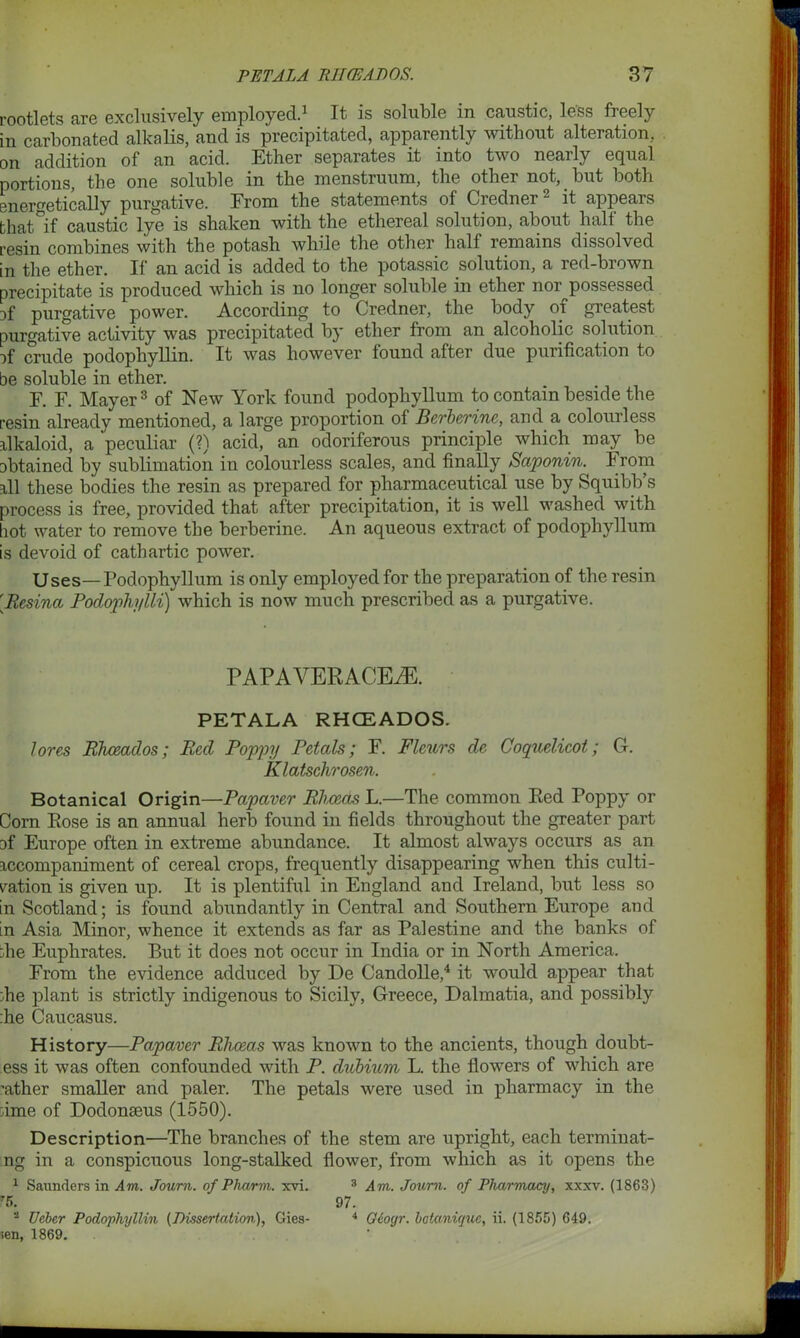 PETALA RHŒADOS. 37
rootlets are exclusively employed.¹ It is soluble in caustic, less freely
in carbonated alkalis, and is precipitated, apparently without alteration,
on addition of an acid. Ether separates it into two nearly equal
portions, the one soluble in the menstruum, the other not, but both
energetically purgative. From the statements of Credner² it appears
that if caustic lye is shaken with the ethereal solution, about half the
resin combines with the potash while the other half remains dissolved
in the ether. If an acid is added to the potassic solution, a red-brown
precipitate is produced which is no longer soluble in ether nor possessed
of purgative power. According to Credner, the body of greatest
purgative activity was precipitated by ether from an alcoholic solution
of crude podophyllin. It was however found after due purification to
be soluble in ether.
F. F. Mayer³ of New York found podophyllum to contain beside the
resin already mentioned, a large proportion of Berberine, and a colourless
alkaloid, a peculiar (?) acid, an odoriferous principle which may be
obtained by sublimation in colourless scales, and finally Saponin. From
all these bodies the resin as prepared for pharmaceutical use by Squibb's
process is free, provided that after precipitation, it is well washed with
hot water to remove the berberine. An aqueous extract of podophyllum
is devoid of cathartic power.
Uses—Podophyllum is only employed for the preparation of the resin
(Resina Podophylli) which is now much prescribed as a purgative.
PAPAVERACEÆ.
PETALA RHŒADOS.
lores Rhœados; Red Poppy Petals; F. Fleurs de Coquelicot; G.
Klatschrosen.
Botanical Origin—Papaver Rhœas L.—The common Red Poppy or
Corn Rose is an annual herb found in fields throughout the greater part
of Europe often in extreme abundance. It almost always occurs as an
accompaniment of cereal crops, frequently disappearing when this culti-
vation is given up. It is plentiful in England and Ireland, but less so
in Scotland; is found abundantly in Central and Southern Europe and
in Asia Minor, whence it extends as far as Palestine and the banks of
the Euphrates. But it does not occur in India or in North America.
From the evidence adduced by De Candolle,⁴ it would appear that
the plant is strictly indigenous to Sicily, Greece, Dalmatia, and possibly
the Caucasus.
History—Papaver Rhœas was known to the ancients, though doubt-
less it was often confounded with P. dubium L. the flowers of which are
rather smaller and paler. The petals were used in pharmacy in the
time of Dodonæus (1550).
Description—The branches of the stem are upright, each terminat-
ng in a conspicuous long-stalked flower, from which as it opens the
¹ Saunders in Am. Journ. of Pharm. xvi.
75.
² Ueber Podophyllin (Dissertation), Gies-
sen, 1869.
³ Am. Journ. of Pharmacy, xxxv. (1863)
97.
⁴ Géogr. botanique, ii. (1855) 649.